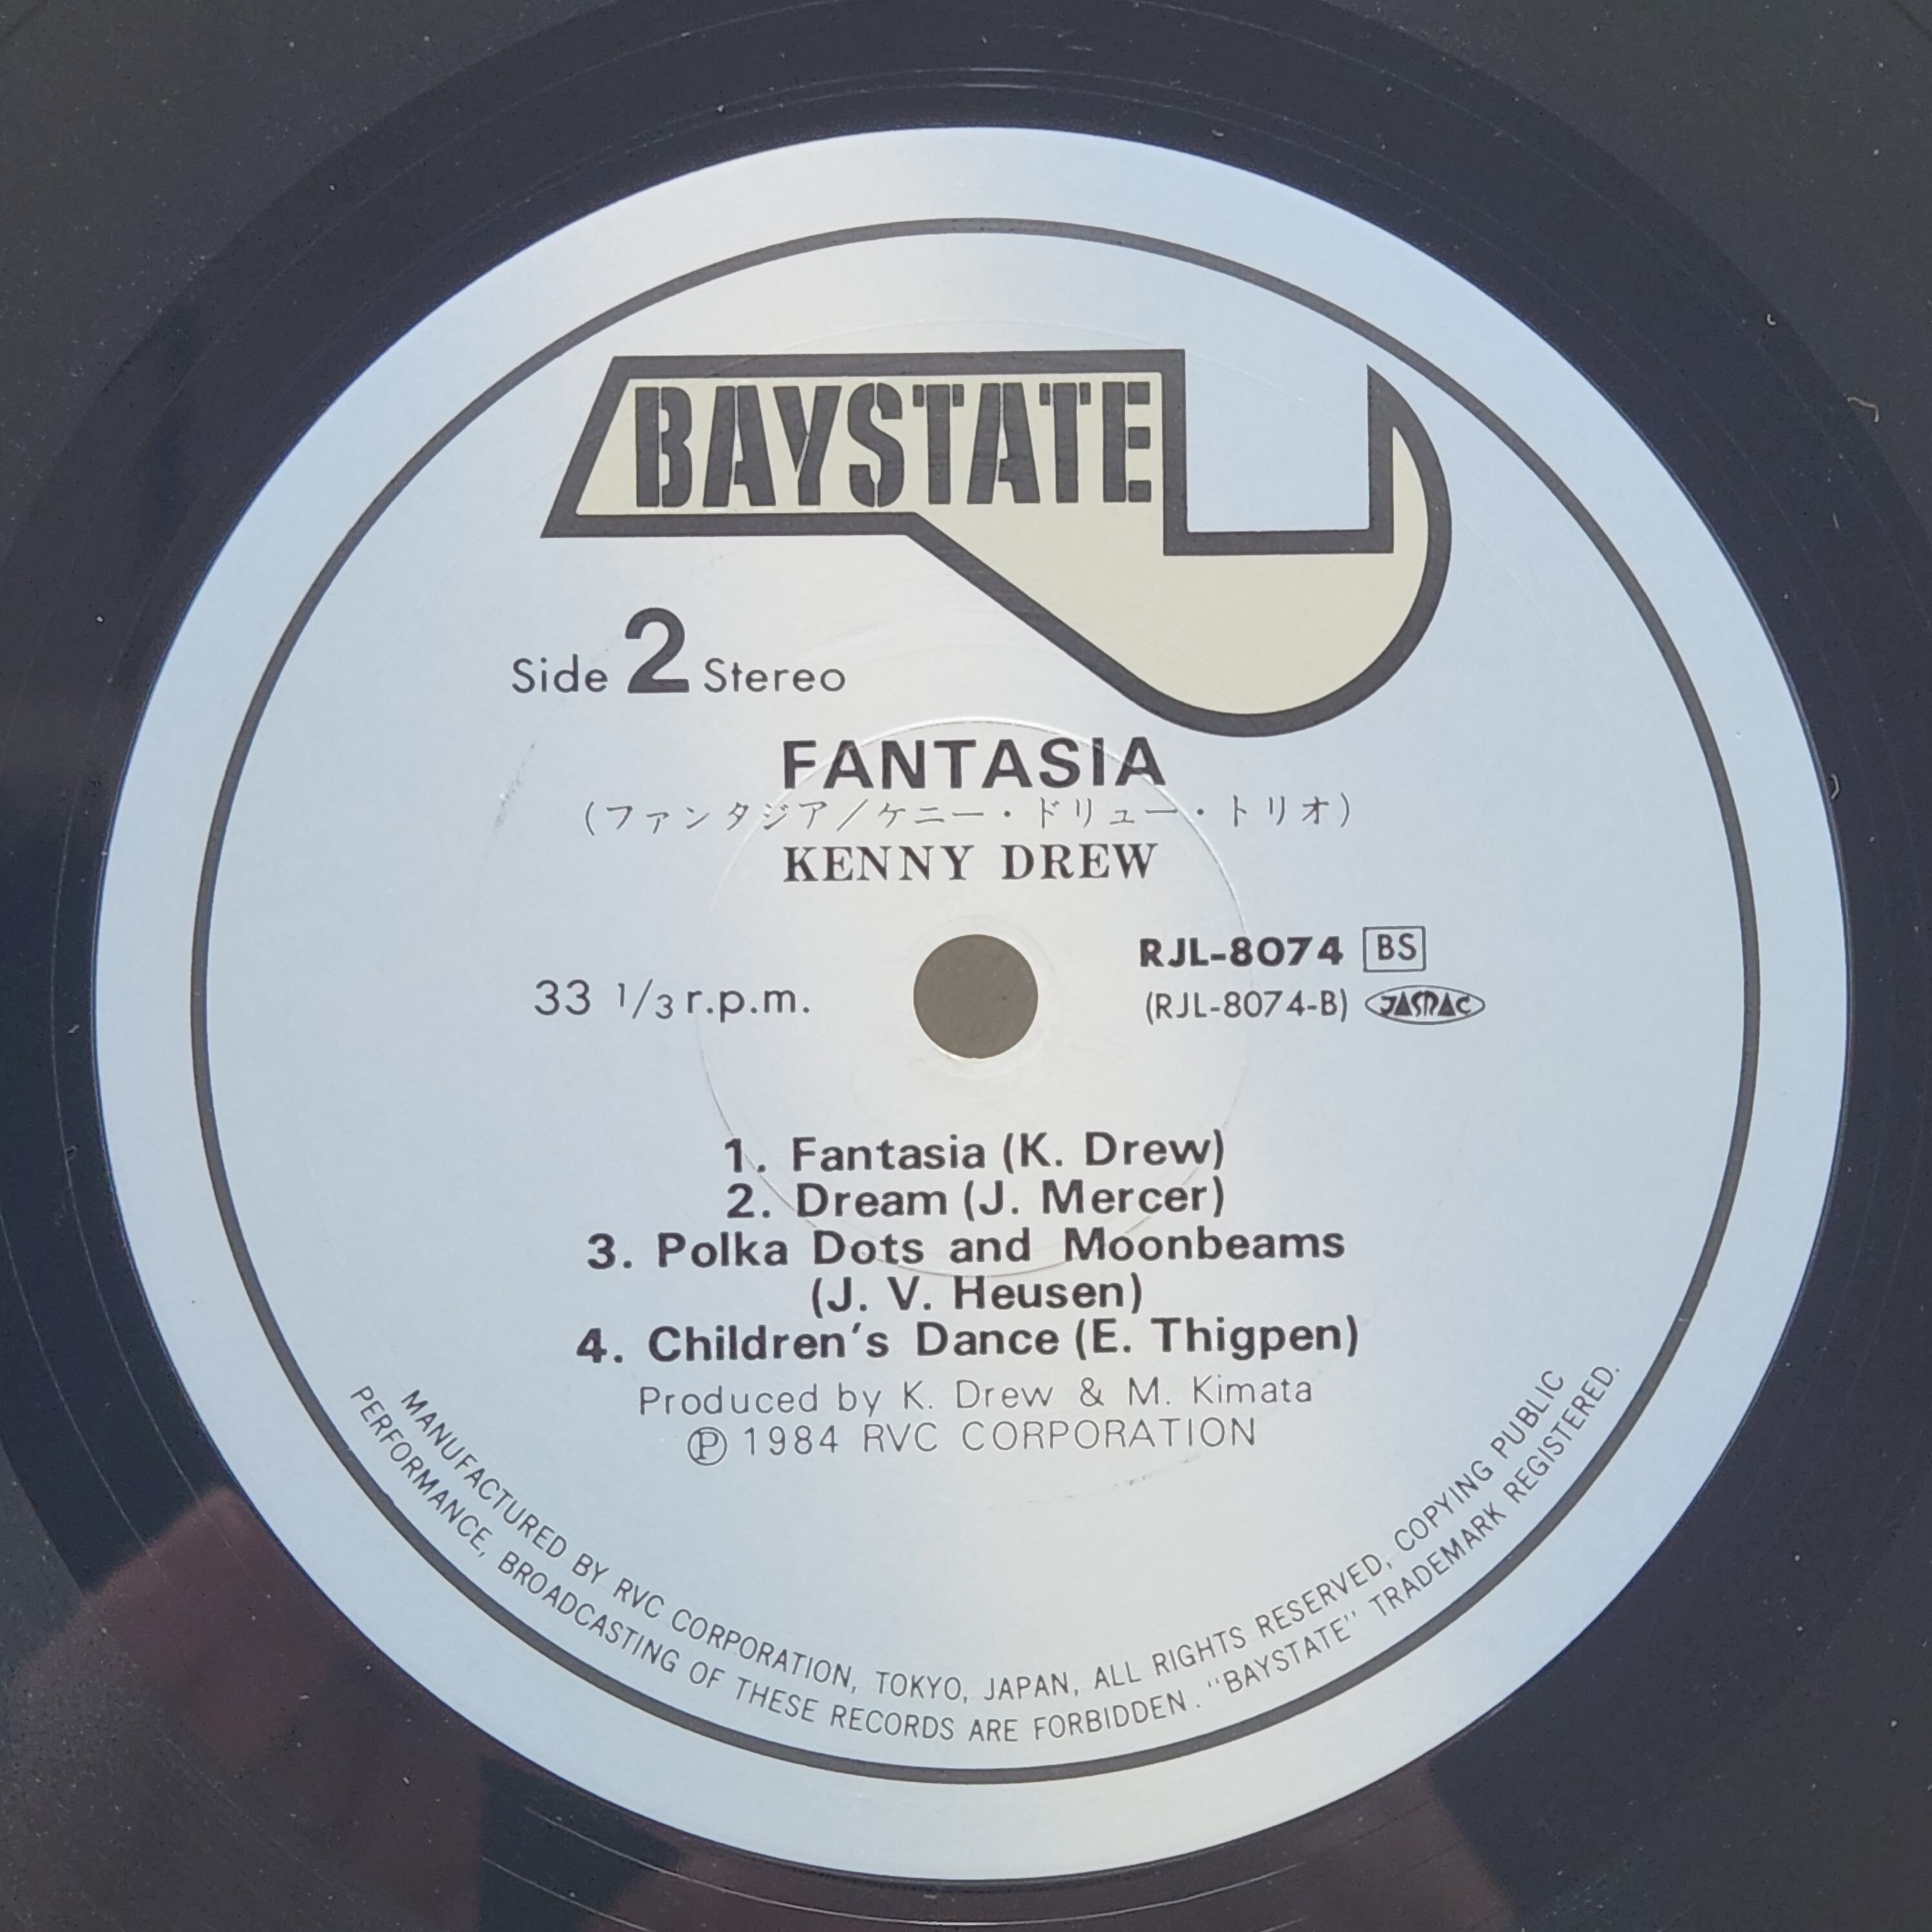 BAYSTATE
Side 2 Stereo
FANTASIA
(ファンタジア/ケニー・ドリュー・トリオ)
KENNY DREW
33 1/3 r.p.m.
RJL-8074 BS
(RJL-8074-B) JASRAC
1. Fantasia (K. Drew)
2. Dream (J. Mercer)
3. Polka Dots and Moonbeams
(J. V. Heusen)
4. Children's Dance (E. Thigpen)
Produced by K. Drew & M. Kimata
Ⓟ 1984 RVC CORPORATION
MANUFACTURED BY RVC CORPORATION, TOKYO, JAPAN, ALL RIGHTS RESERVED, COPYING PUBLIC
PERFORMANCE, BROADCASTING OF THESE RECORDS ARE FORBIDDEN. "BAYSTATE" TRADEMARK REGISTERED.